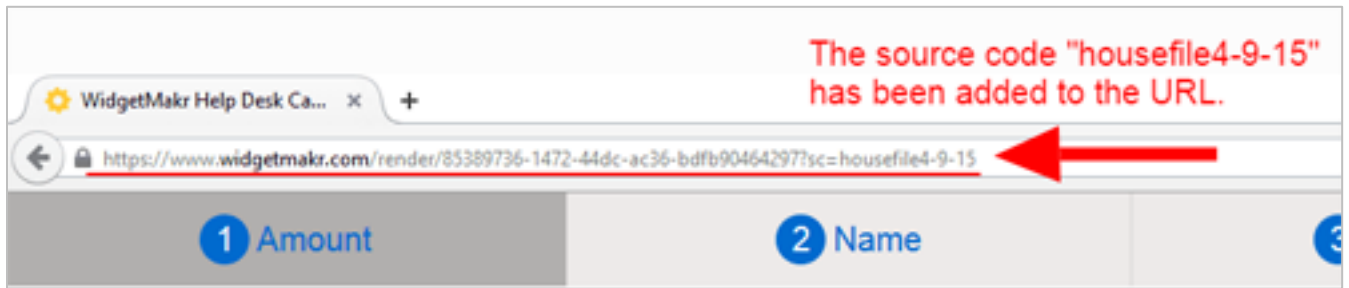 The source code "housefile4-9-15"
has been added to the URL.
WidgetMakr Help Desk Ca... × +
https://www.widgetmakr.com/render/85389736-1472-44dc-ac36-bdfb90464297?sc=housefile4-9-15
1 Amount
2 Name
3